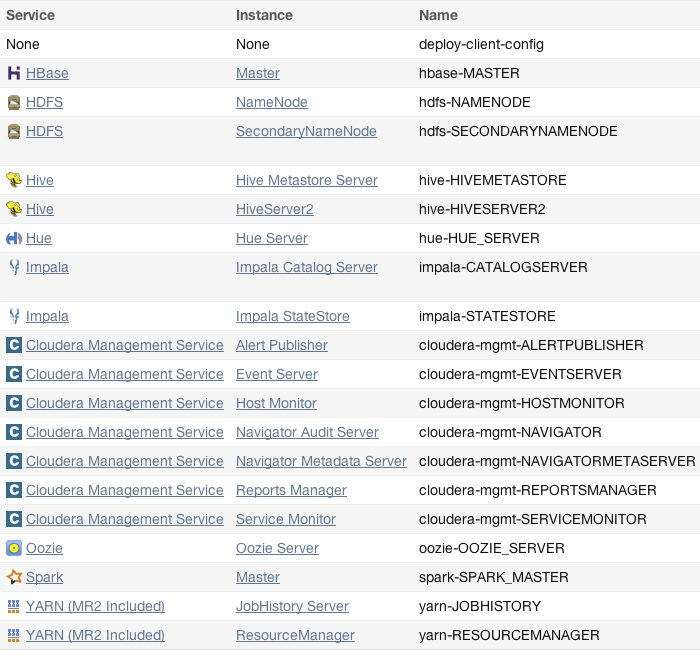 Service Instance Name
None None deploy-client-config
HBase Master hbase-MASTER
HDFS NameNode hdfs-NAMENODE
HDFS SecondaryNameNode hdfs-SECONDARYNAMENODE
Hive Hive Metastore Server hive-HIVEMETASTORE
Hive HiveServer2 hive-HIVESERVER2
Hue Hue Server hue-HUE_SERVER
Impala Impala Catalog Server impala-CATALOGSERVER
Impala Impala StateStore impala-STATESTORE
Cloudera Management Service Alert Publisher cloudera-mgmt-ALERTPUBLISHER
Cloudera Management Service Event Server cloudera-mgmt-EVENTSERVER
Cloudera Management Service Host Monitor cloudera-mgmt-HOSTMONITOR
Cloudera Management Service Navigator Audit Server cloudera-mgmt-NAVIGATOR
Cloudera Management Service Navigator Metadata Server cloudera-mgmt-NAVIGATORMETASERVER
Cloudera Management Service Reports Manager cloudera-mgmt-REPORTSMANAGER
Cloudera Management Service Service Monitor cloudera-mgmt-SERVICEMONITOR
Oozie Oozie Server oozie-OOZIE_SERVER
Spark Master spark-SPARK_MASTER
YARN (MR2 Included) JobHistory Server yarn-JOBHISTORY
YARN (MR2 Included) ResourceManager yarn-RESOURCEMANAGER